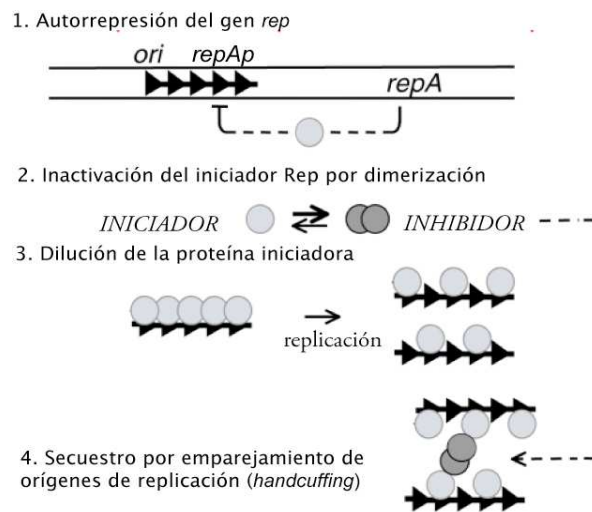 1. Autorrepresión del gen rep
ori repAp
repA
2. Inactivación del iniciador Rep por dimerización
INICIADOR INHIBIDOR
3. Dilución de la proteína iniciadora
replicación
4. Secuestro por emparejamiento de
orígenes de replicación (handcuffing)